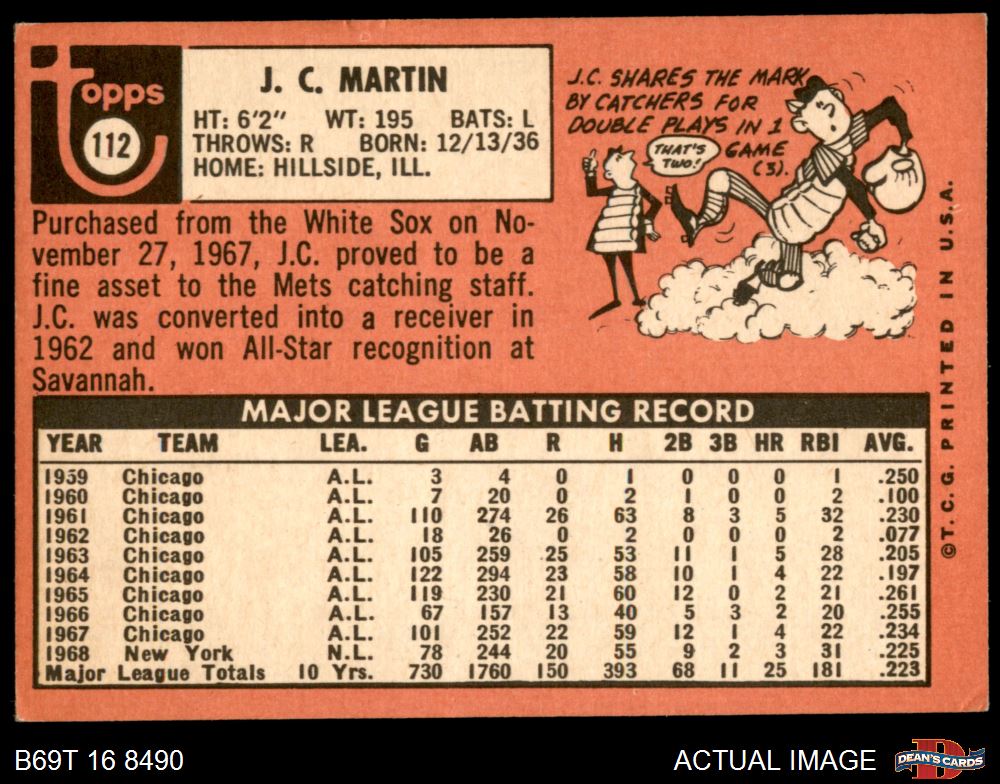 topps
112
J. C. MARTIN
HT: 6'2" WT: 195 BATS: L
THROWS: R BORN: 12/13/36
HOME: HILLSIDE, ILL.
J.C. SHARES THE MARK
BY CATCHERS FOR
DOUBLE PLAYS IN 1
GAME
(3).
THAT'S
TWO!
Purchased from the White Sox on No-
vember 27, 1967, J.C. proved to be a
fine asset to the Mets catching staff.
J.C. was converted into a receiver in
1962 and won All-Star recognition at
Savannah.
MAJOR LEAGUE BATTING RECORD
YEAR TEAM LEA. G AB R H 2B 3B HR RBI AVG.
1959 Chicago A.L. 3 4 0 1 0 0 0 1 .250
1960 Chicago A.L. 7 20 0 2 1 0 0 2 .100
1961 Chicago A.L. 110 274 26 63 8 3 5 32 .230
1962 Chicago A.L. 18 26 0 2 0 0 0 2 .077
1963 Chicago A.L. 105 259 25 53 11 1 5 28 .205
1964 Chicago A.L. 122 294 23 58 10 1 4 22 .197
1965 Chicago A.L. 119 230 21 60 12 0 2 21 .261
1966 Chicago A.L. 67 157 13 40 5 3 2 20 .255
1967 Chicago A.L. 101 252 22 59 12 1 4 22 .234
1968 New York N.L. 78 244 20 55 9 2 3 31 .225
Major League Totals 10 Yrs. 730 1760 150 393 68 11 25 181 .223
©T. C. G. PRINTED IN U.S.A.
B69T 16 8490
ACTUAL IMAGE
D
DEAN'S CARDS